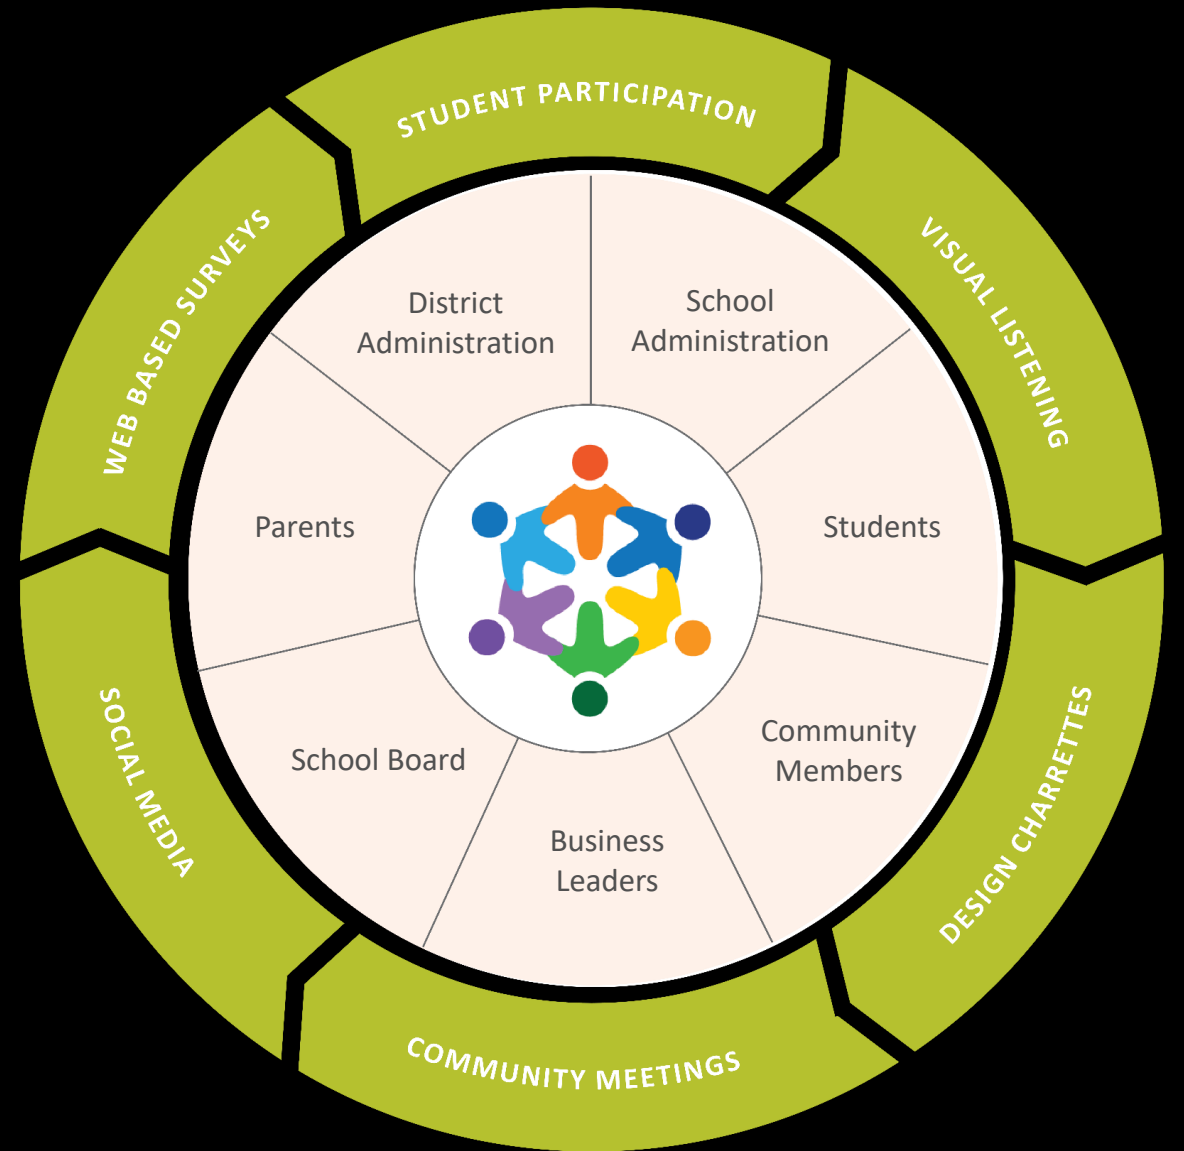 STUDENT PARTICIPATION
VISUAL LISTENING
DESIGN CHARRETTES
COMMUNITY MEETINGS
SOCIAL MEDIA
WEB BASED SURVEYS
District
Administration
School
Administration
Students
Community
Members
Business
Leaders
School Board
Parents